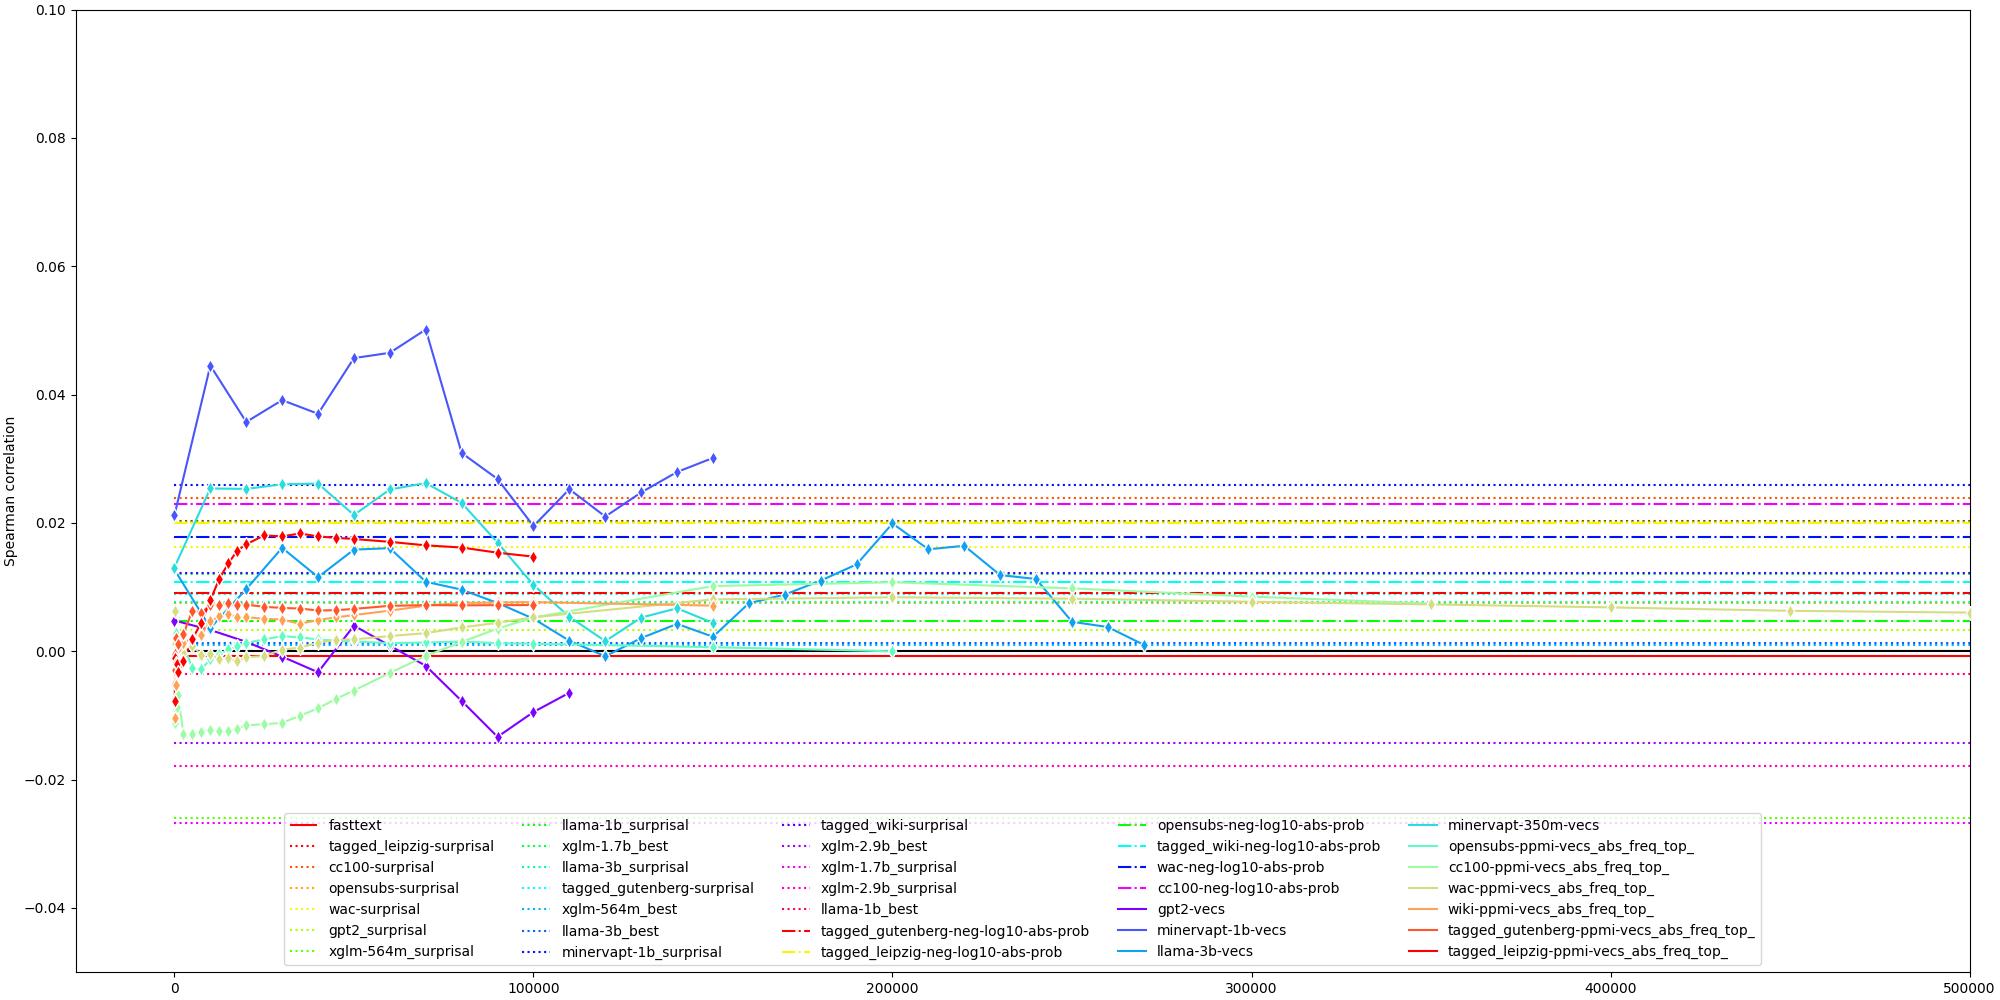 0.10
0.08
0.06
0.04
0.02
0.00
−0.02
−0.04
Spearman correlation
fasttext
tagged_leipzig-surprisal
cc100-surprisal
opensubs-surprisal
wac-surprisal
gpt2_surprisal
xglm-564m_surprisal
llama-1b_surprisal
xglm-1.7b_best
llama-3b_surprisal
tagged_gutenberg-surprisal
xglm-564m_best
llama-3b_best
minervapt-1b_surprisal
tagged_wiki-surprisal
xglm-2.9b_best
xglm-1.7b_surprisal
xglm-2.9b_surprisal
llama-1b_best
tagged_gutenberg-neg-log10-abs-prob
tagged_leipzig-neg-log10-abs-prob
opensubs-neg-log10-abs-prob
tagged_wiki-neg-log10-abs-prob
wac-neg-log10-abs-prob
cc100-neg-log10-abs-prob
gpt2-vecs
minervapt-1b-vecs
llama-3b-vecs
minervapt-350m-vecs
opensubs-ppmi-vecs_abs_freq_top_
cc100-ppmi-vecs_abs_freq_top_
wac-ppmi-vecs_abs_freq_top_
wiki-ppmi-vecs_abs_freq_top_
tagged_gutenberg-ppmi-vecs_abs_freq_top_
tagged_leipzig-ppmi-vecs_abs_freq_top_
0 100000 200000 300000 400000 500000